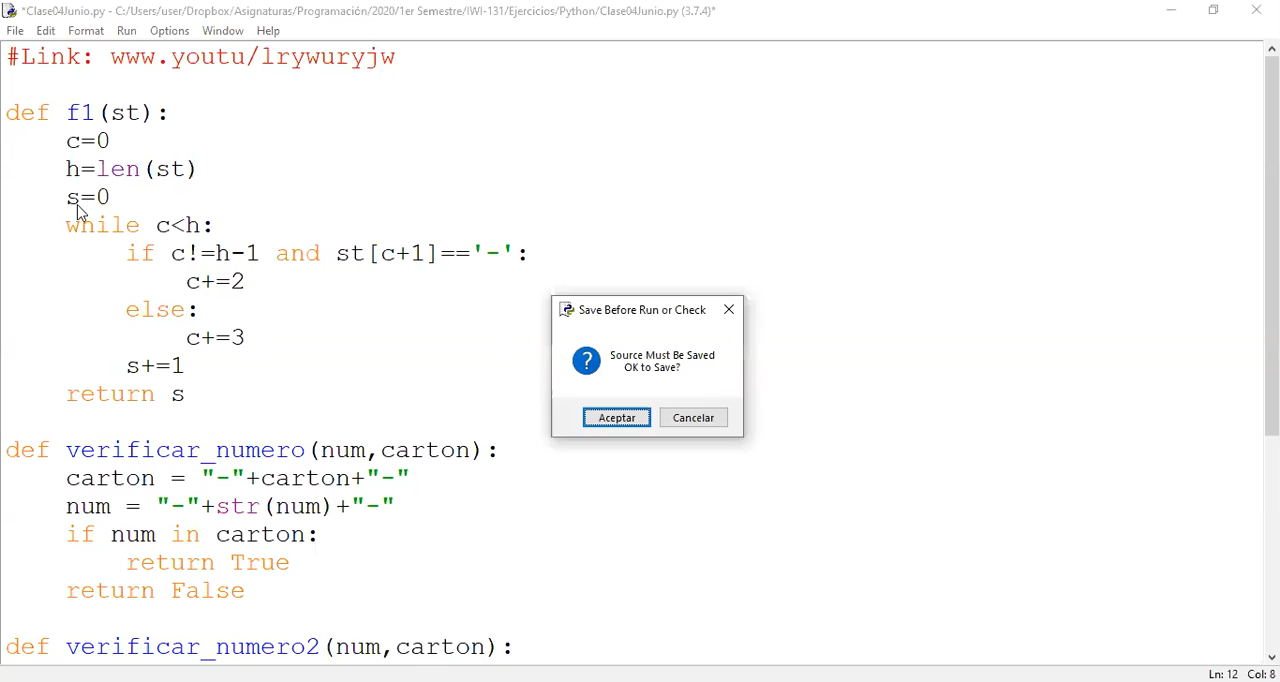 *Clase04Junio.py - C:/Users/user/Dropbox/Asignaturas/Programación/2020/1er Semestre/IWI-131/Ejercicios/Python/Clase04Junio.py (3.7.4)*
File Edit Format Run Options Window Help
#Link: www.youtu/lrywuryjw
def f1(st):
    c=0
    h=len(st)
    s=0
    while c<h:
        if c!=h-1 and st[c+1]=='-':
            c+=2
        else:
            c+=3
        s+=1
    return s
def verificar_numero(num,carton):
    carton = "-"+carton+"-"
    num = "-"+str(num)+"-"
    if num in carton:
        return True
    return False
def verificar_numero2(num,carton):
Save Before Run or Check
Source Must Be Saved
OK to Save?
Aceptar Cancelar
Ln: 12 Col: 8